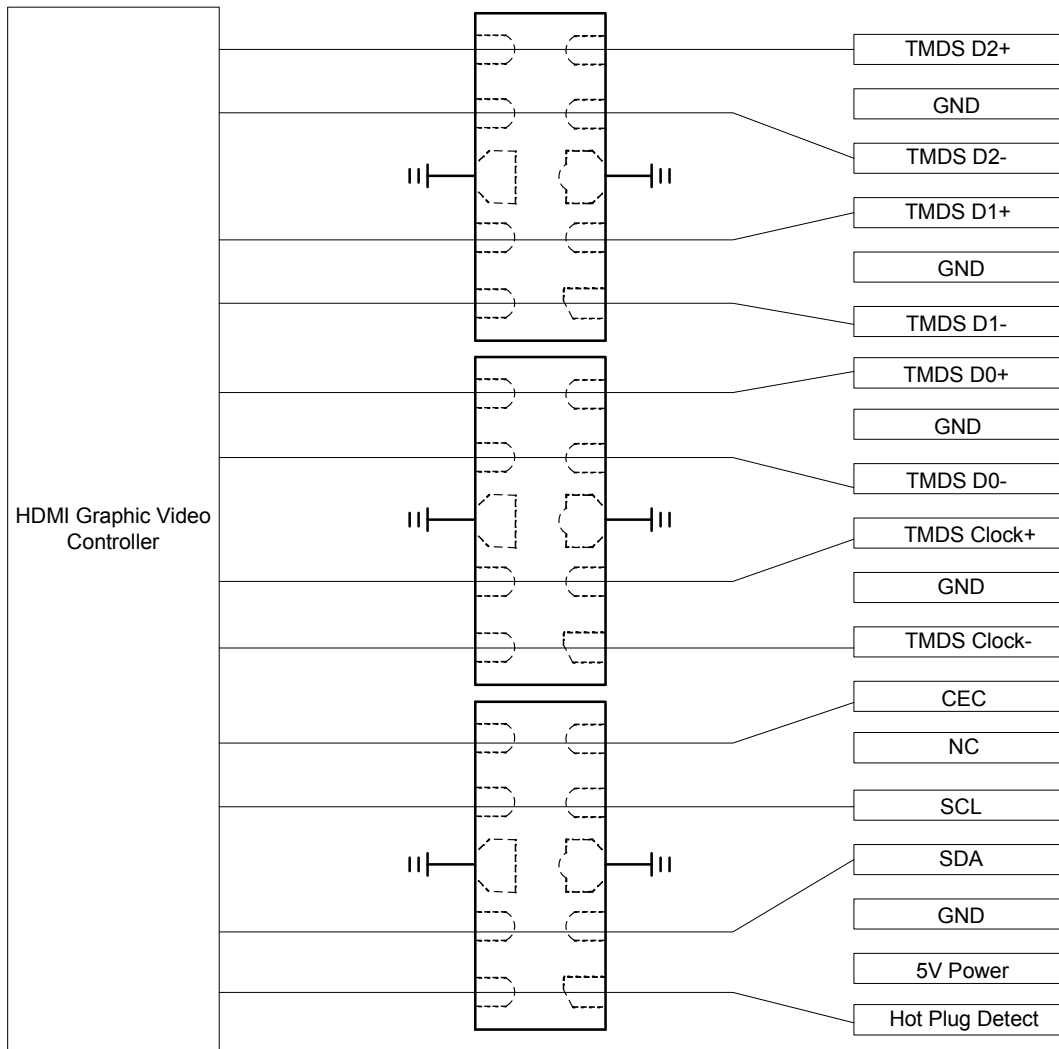 TMDS D2+
GND
TMDS D2-
TMDS D1+
GND
TMDS D1-
TMDS D0+
GND
TMDS D0-
HDMI Graphic Video
Controller
TMDS Clock+
GND
TMDS Clock-
CEC
NC
SCL
SDA
GND
5V Power
Hot Plug Detect